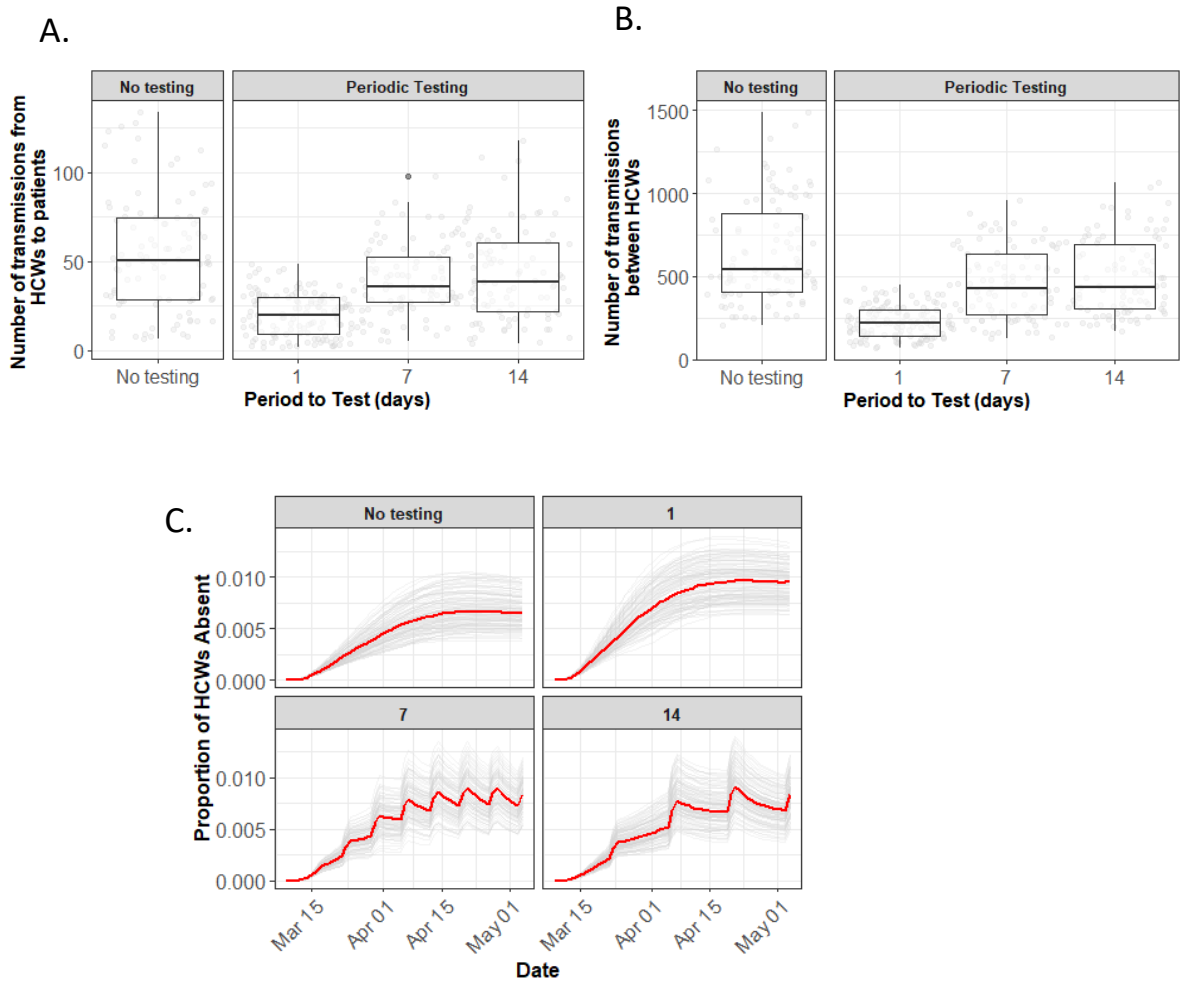 A.
No testing
Periodic Testing
Number of transmissions from
HCWs to patients
100
50
0
No testing
1
7
14
Period to Test (days)
B.
No testing
Periodic Testing
Number of transmissions
between HCWs
1500
1000
500
0
No testing
1
7
14
Period to Test (days)
C.
No testing
1
Proportion of HCWs Absent
0.010
0.005
0.000
7
14
0.010
0.005
0.000
Mar 15
Apr 01
Apr 15
May 01
Mar 15
Apr 01
Apr 15
May 01
Date